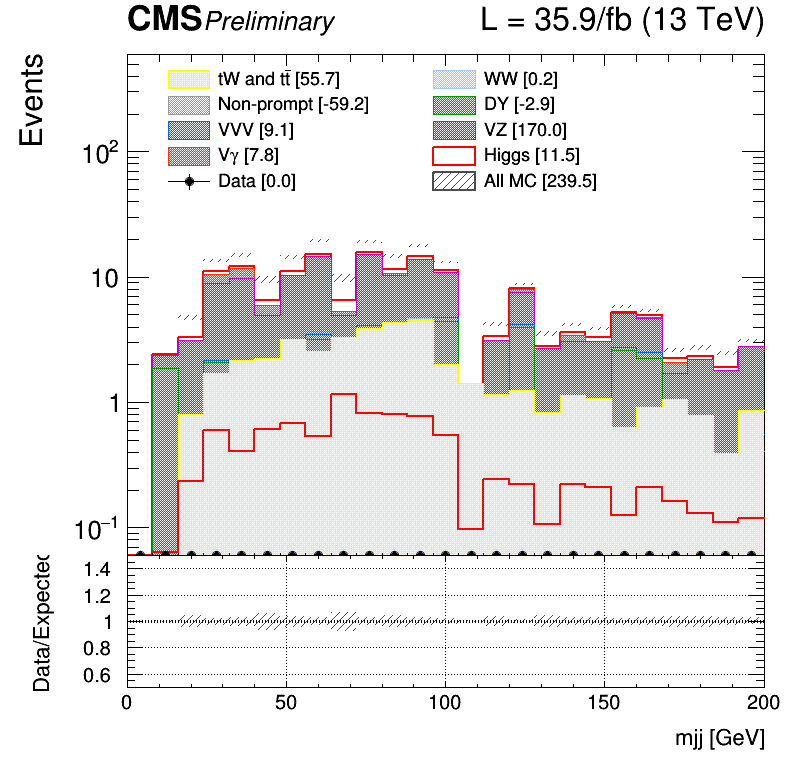 CMS Preliminary L = 35.9/fb (13 TeV)
Events
tW and tt̄ [55.7] WW [0.2]
Non-prompt [-59.2] DY [-2.9]
VVV [9.1] VZ [170.0]
Vγ [7.8] Higgs [11.5]
Data [0.0] All MC [239.5]
10²
10
1
10⁻¹
Data/Expected
1.4
1.2
1
0.8
0.6
0 50 100 150 200
mjj [GeV]